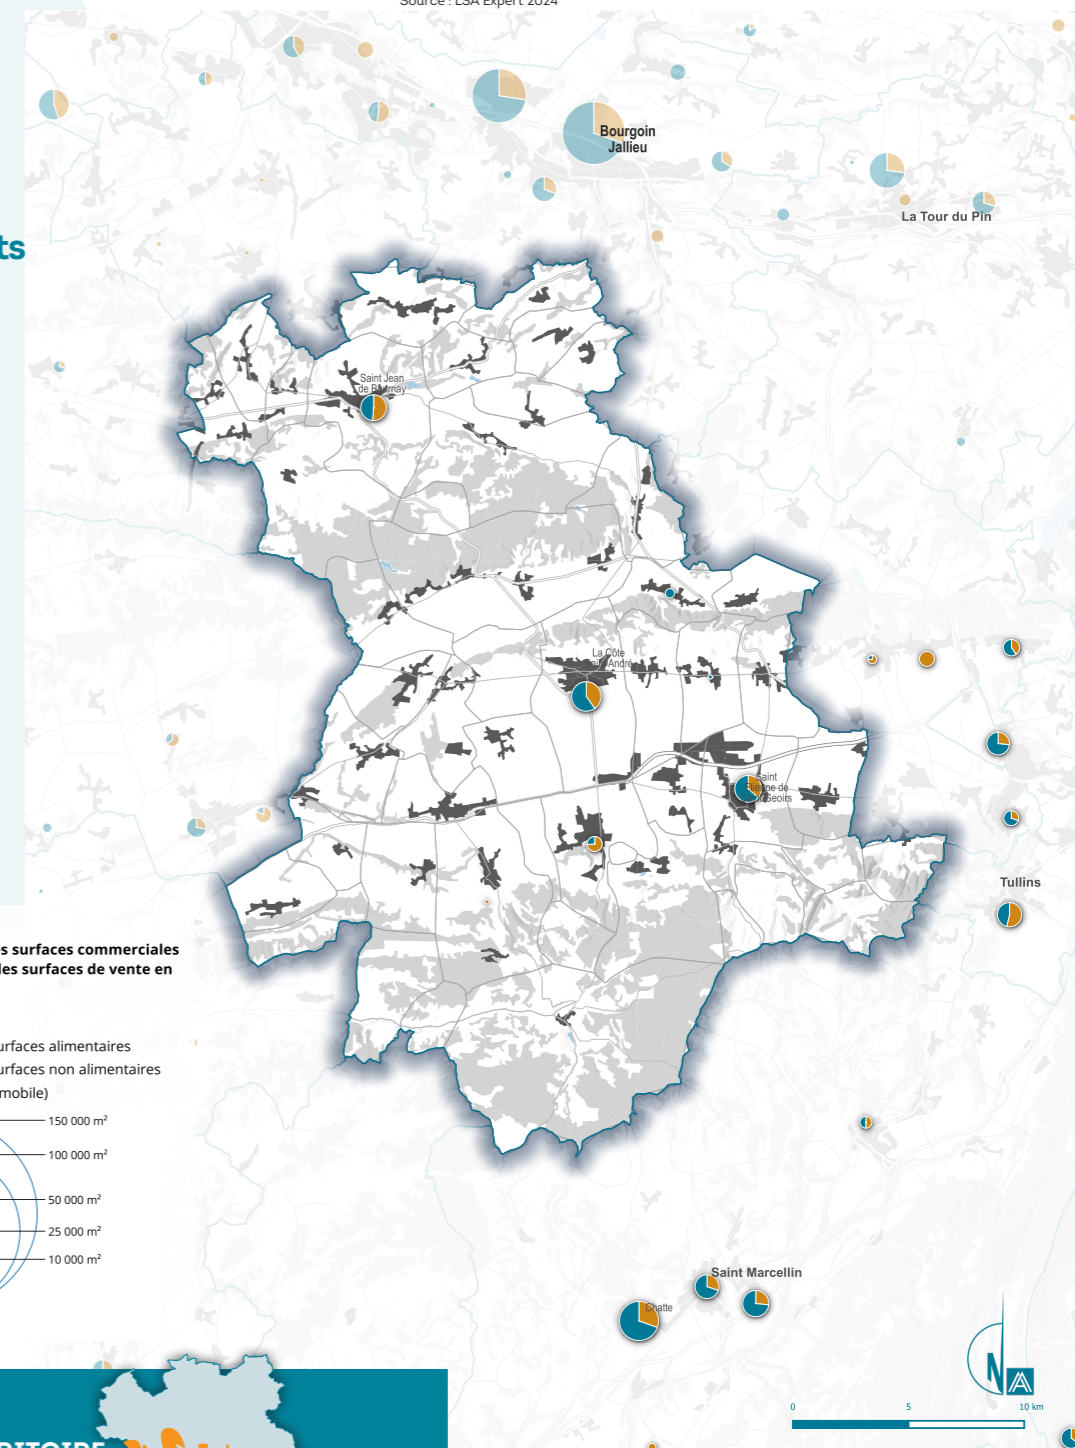 Source : LSA Expert 2024
Bourgoin
Jallieu
La Tour du Pin
ts
Saint Jean
de Bournay
La Côte
Saint André
Saint
Étienne de
Saint Geoirs
Tullins
s surfaces commerciales
des surfaces de vente en
urfaces alimentaires
urfaces non alimentaires
mobile)
150 000 m²
100 000 m²
50 000 m²
25 000 m²
10 000 m²
Saint Marcellin
Chatte
N
0 5 10 km
RITOIRE